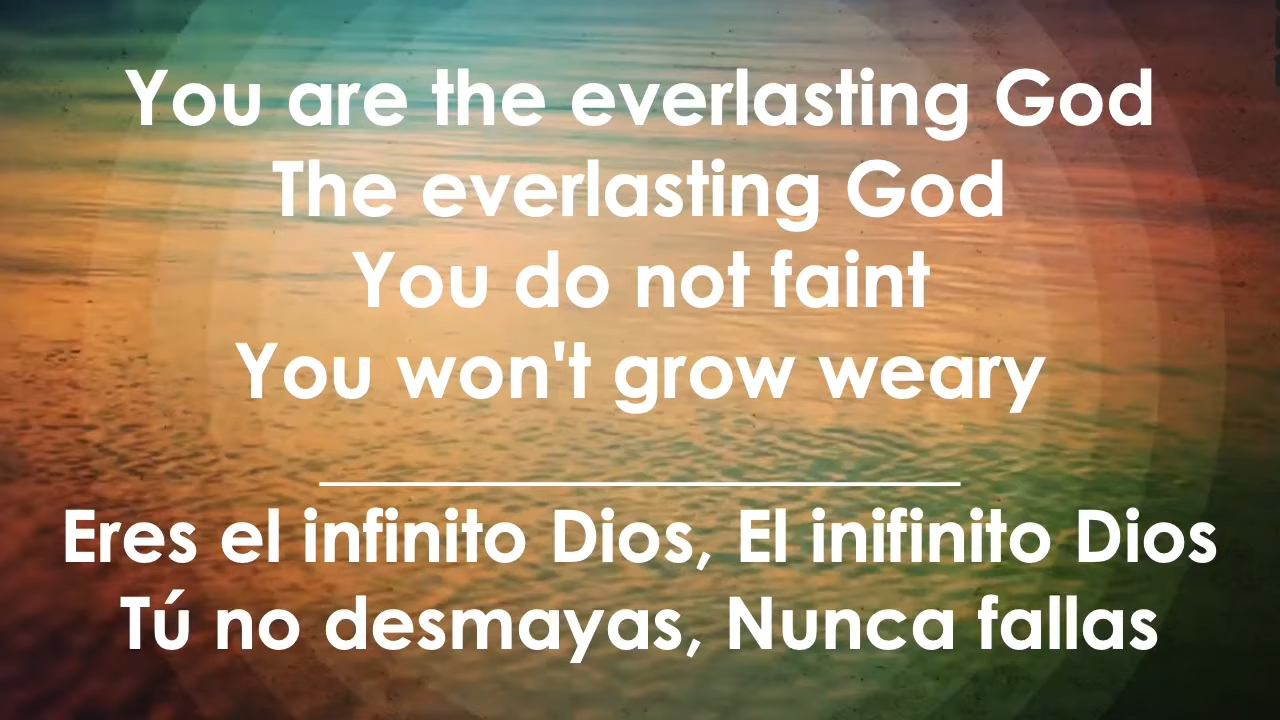 You are the everlasting God
The everlasting God
You do not faint
You won't grow weary
Eres el infinito Dios, El inifinito Dios
Tú no desmayas, Nunca fallas